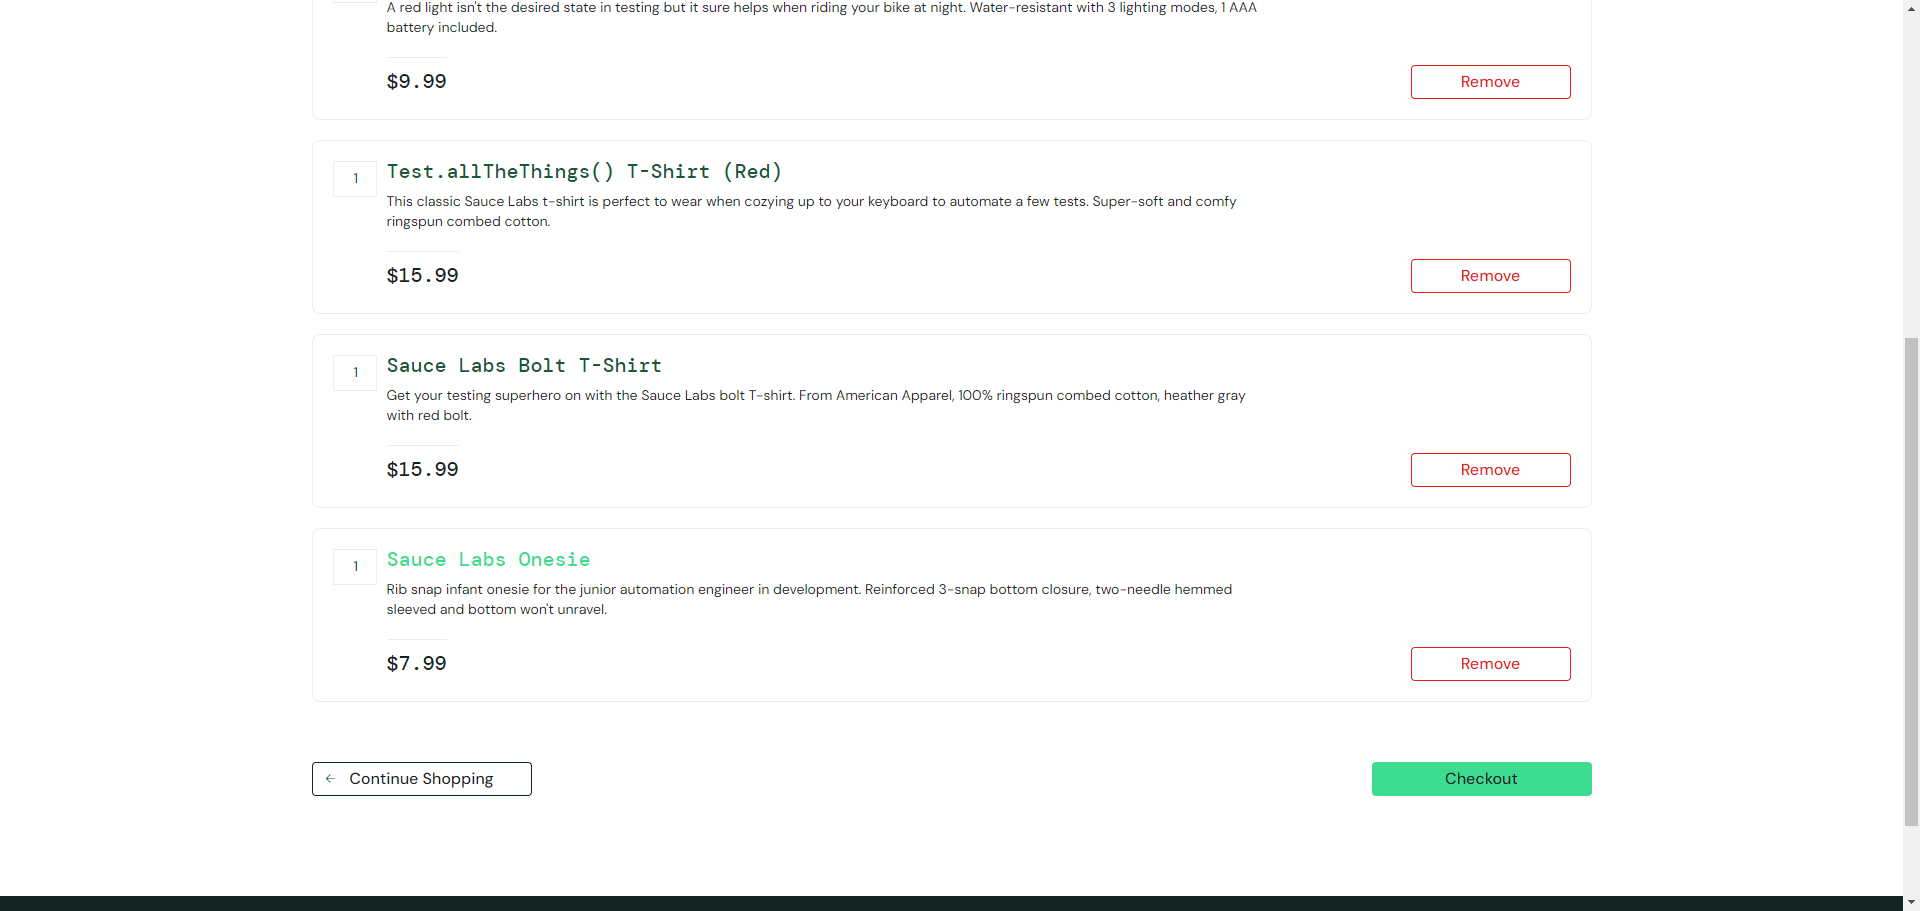 A red light isn't the desired state in testing but it sure helps when riding your bike at night. Water-resistant with 3 lighting modes, 1 AAA
battery included.
$9.99
Remove
1
Test.allTheThings() T-Shirt (Red)
This classic Sauce Labs t-shirt is perfect to wear when cozying up to your keyboard to automate a few tests. Super-soft and comfy
ringspun combed cotton.
$15.99
Remove
1
Sauce Labs Bolt T-Shirt
Get your testing superhero on with the Sauce Labs bolt T-shirt. From American Apparel, 100% ringspun combed cotton, heather gray
with red bolt.
$15.99
Remove
1
Sauce Labs Onesie
Rib snap infant onesie for the junior automation engineer in development. Reinforced 3-snap bottom closure, two-needle hemmed
sleeved and bottom won't unravel.
$7.99
Remove
Continue Shopping
Checkout